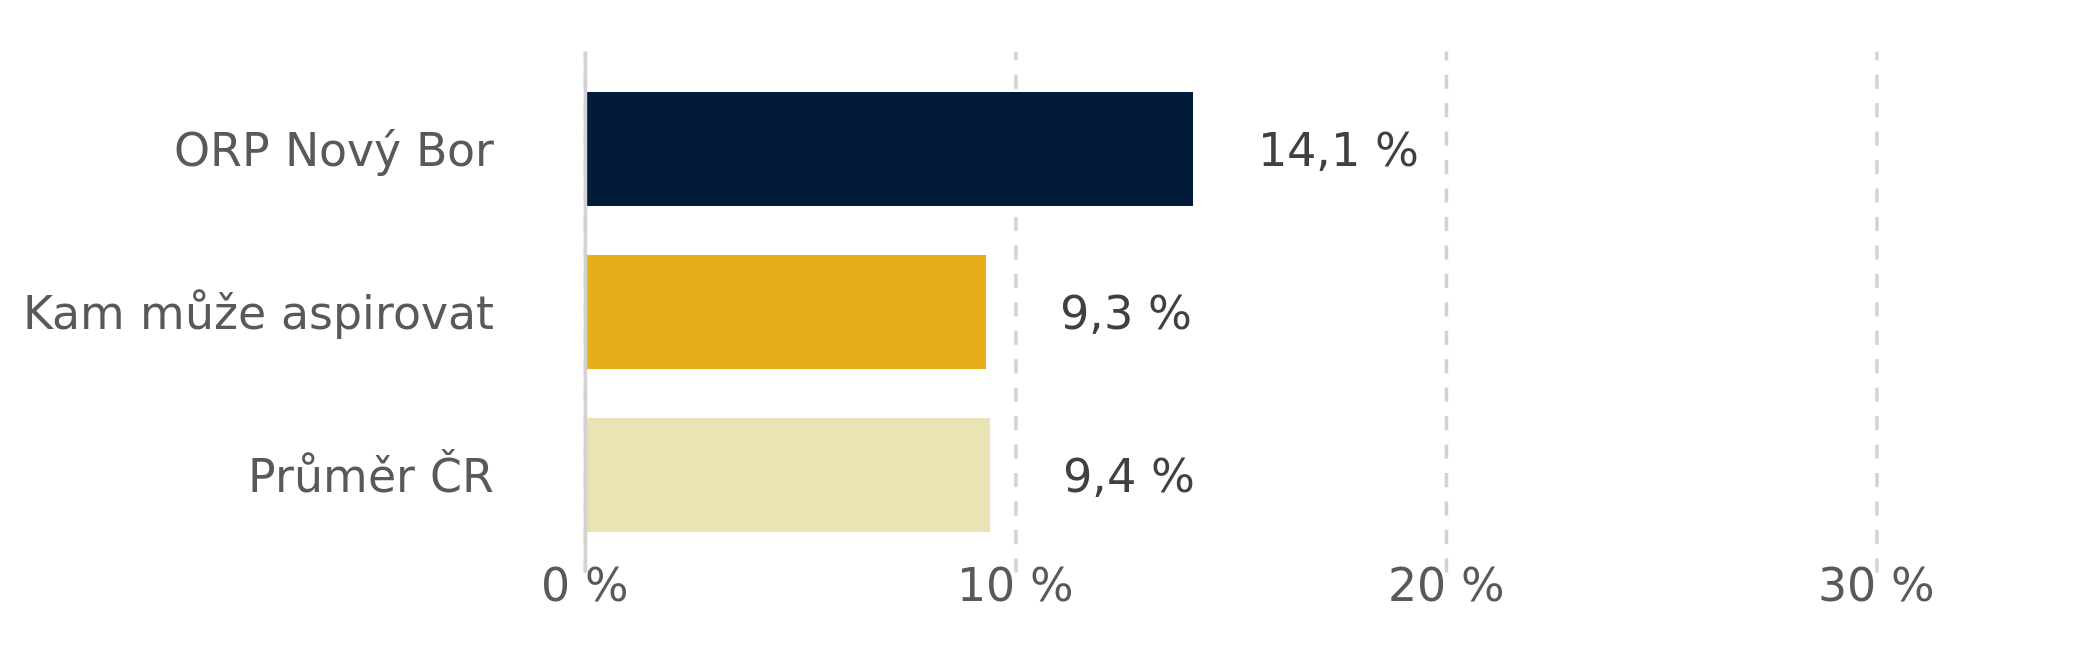 ORP Nový Bor
14,1 %
Kam může aspirovat
9,3 %
Průměr ČR
9,4 %
0 %
10 %
20 %
30 %